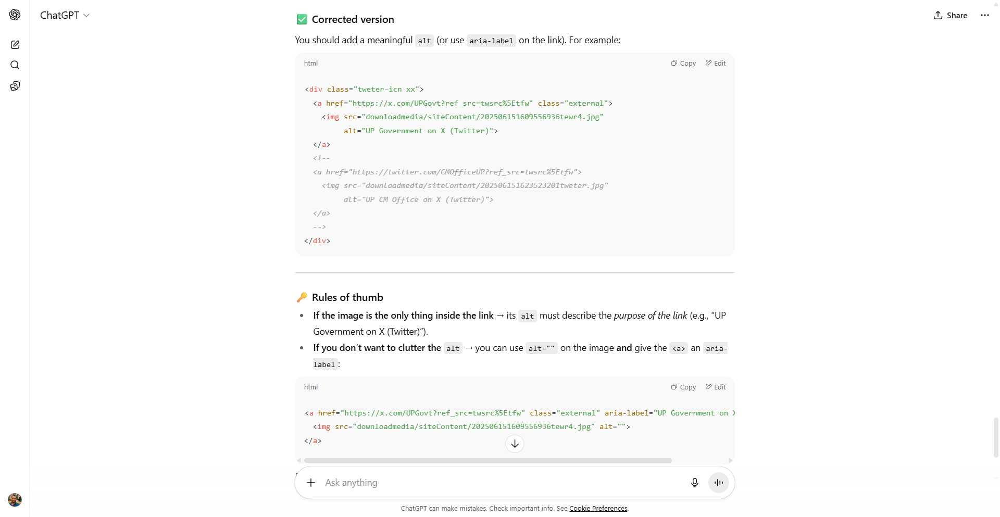 ChatGPT
Share
✅ Corrected version
You should add a meaningful alt (or use aria-label on the link). For example:
html
Copy
Edit
<div class="tweter-icn xx">
  <a href="https://x.com/UPGovt?ref_src=twsrc%5Etfw" class="external">
    <img src="downloadmedia/siteContent/202506151609556936tewr4.jpg"
         alt="UP Government on X (Twitter)">
  </a>
  <!--
  <a href="https://twitter.com/CMOfficeUP?ref_src=twsrc%5Etfw">
    <img src="downloadmedia/siteContent/202506151623523201tweter.jpg"
         alt="UP CM Office on X (Twitter)">
  </a>
  -->
</div>
🔑 Rules of thumb
• If the image is the only thing inside the link → its alt must describe the purpose of the link (e.g., “UP
Government on X (Twitter)”).
• If you don’t want to clutter the alt → you can use alt="" on the image and give the <a> an aria-
label:
html
Copy
Edit
<a href="https://x.com/UPGovt?ref_src=twsrc%5Etfw" class="external" aria-label="UP Government on X
  <img src="downloadmedia/siteContent/202506151609556936tewr4.jpg" alt="">
</a>
Ask anything
ChatGPT can make mistakes. Check important info. See Cookie Preferences.